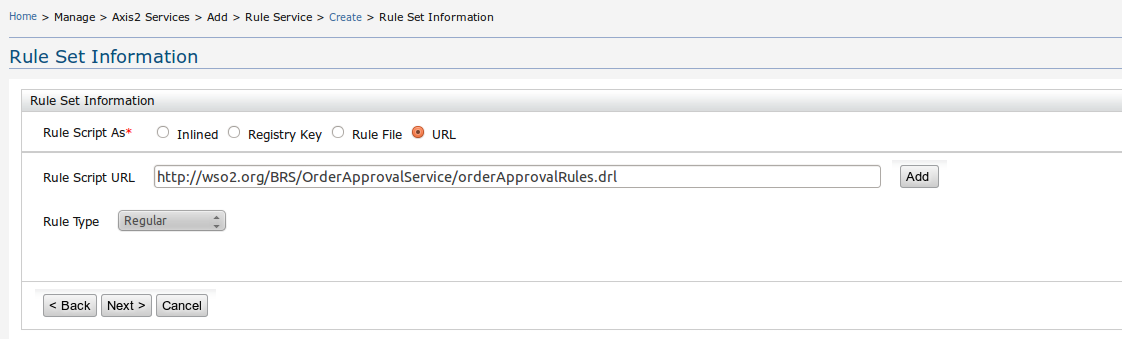 Home > Manage > Axis2 Services > Add > Rule Service > Create > Rule Set Information
Rule Set Information
Rule Set Information
Rule Script As* Inlined Registry Key Rule File URL
Rule Script URL http://wso2.org/BRS/OrderApprovalService/orderApprovalRules.drl Add
Rule Type Regular
< Back Next > Cancel